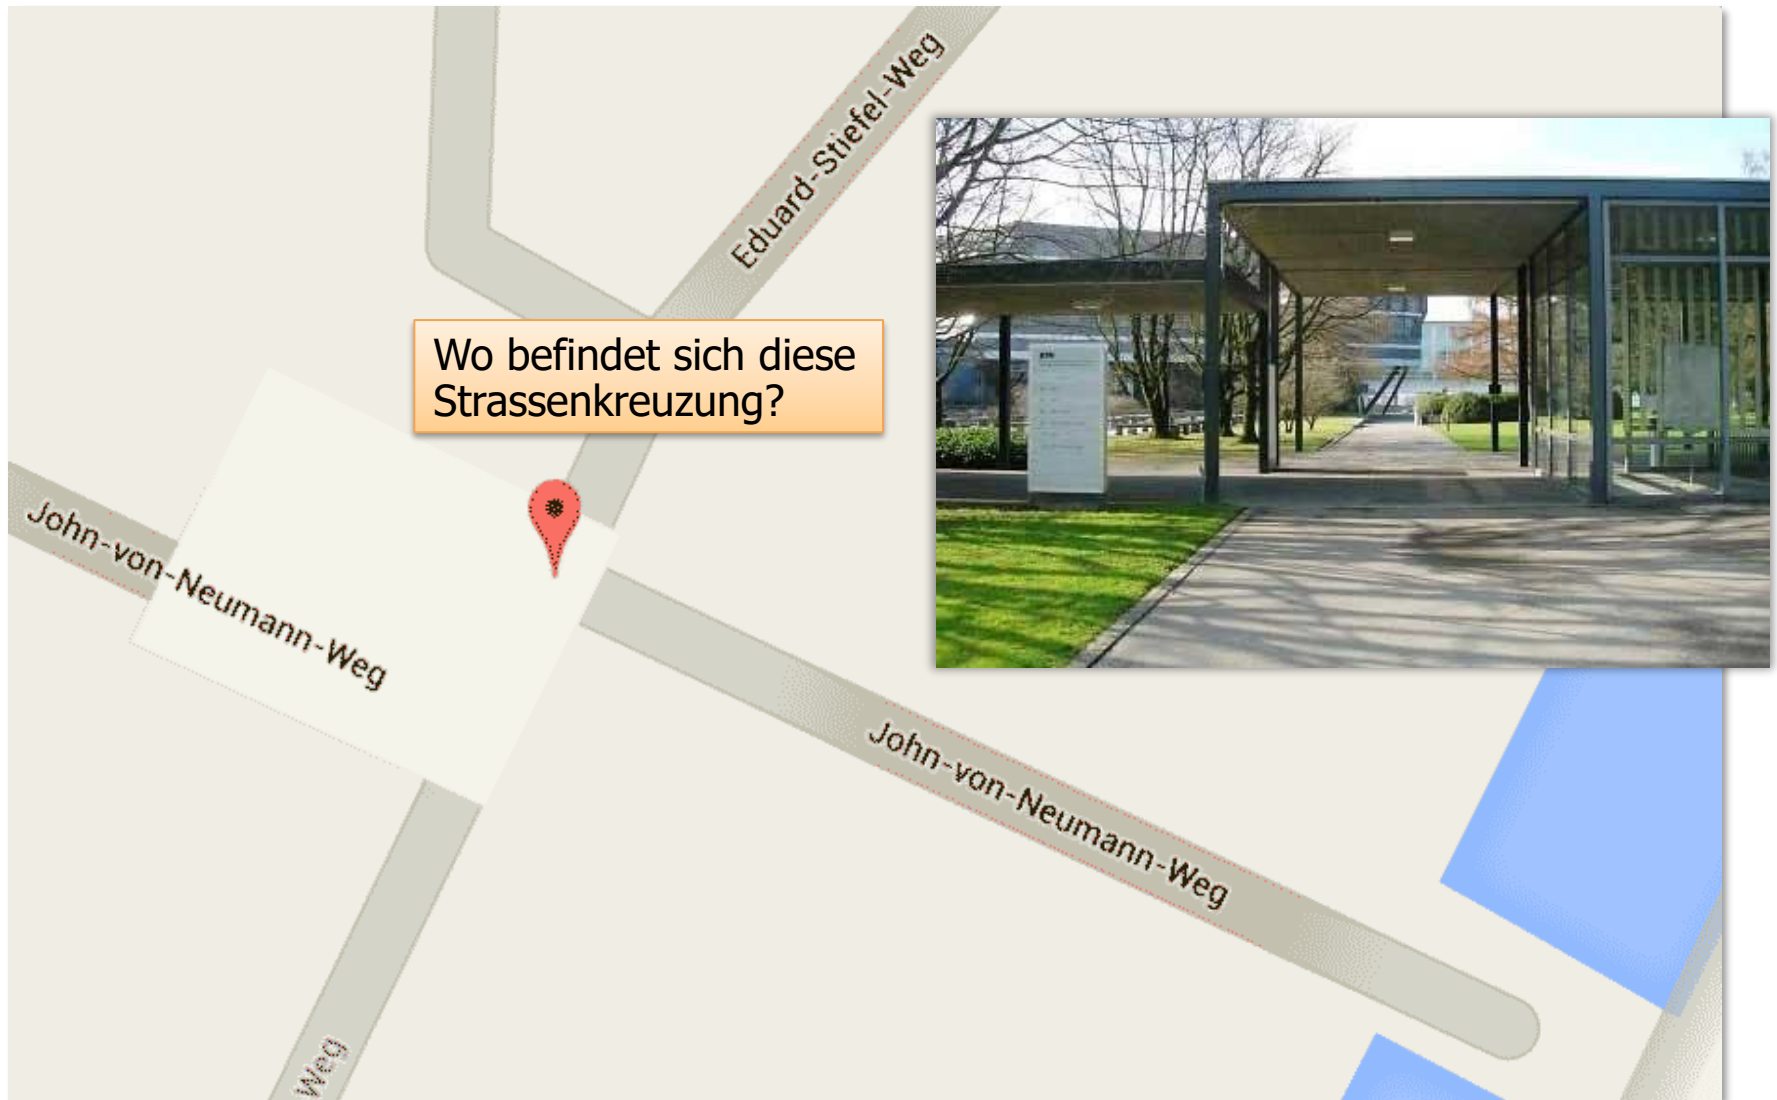 Eduard-Stiefel-Weg
Wo befindet sich diese
Strassenkreuzung?
John-von-Neumann-Weg
John-von-Neumann-Weg
Weg